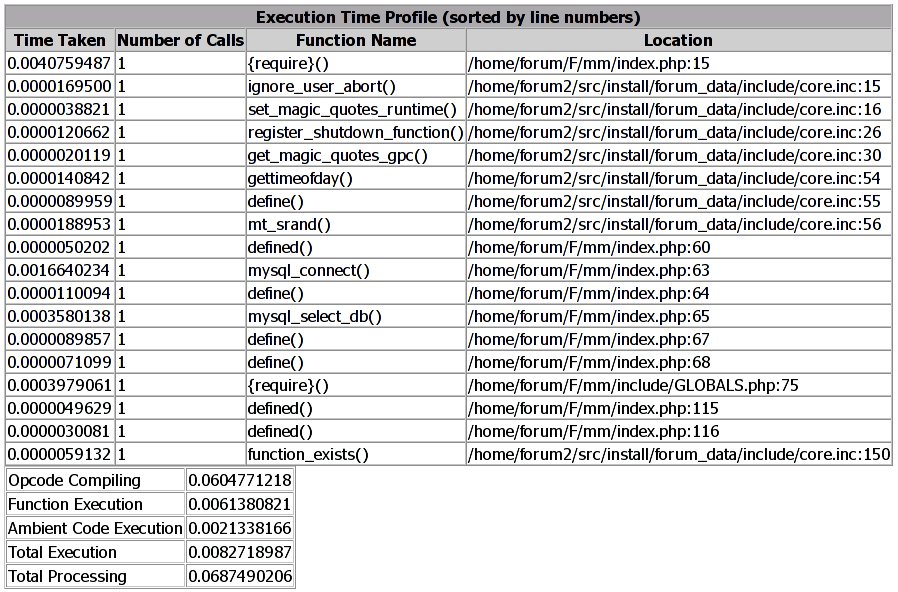 Execution Time Profile (sorted by line numbers)
Time Taken Number of Calls Function Name Location
0.0040759487 1 {require}() /home/forum/F/mm/index.php:15
0.0000169500 1 ignore_user_abort() /home/forum2/src/install/forum_data/include/core.inc:15
0.0000038821 1 set_magic_quotes_runtime() /home/forum2/src/install/forum_data/include/core.inc:16
0.0000120662 1 register_shutdown_function() /home/forum2/src/install/forum_data/include/core.inc:26
0.0000020119 1 get_magic_quotes_gpc() /home/forum2/src/install/forum_data/include/core.inc:30
0.0000140842 1 gettimeofday() /home/forum2/src/install/forum_data/include/core.inc:54
0.0000089959 1 define() /home/forum2/src/install/forum_data/include/core.inc:55
0.0000188953 1 mt_srand() /home/forum2/src/install/forum_data/include/core.inc:56
0.0000050202 1 defined() /home/forum/F/mm/index.php:60
0.0016640234 1 mysql_connect() /home/forum/F/mm/index.php:63
0.0000110094 1 define() /home/forum/F/mm/index.php:64
0.0003580138 1 mysql_select_db() /home/forum/F/mm/index.php:65
0.0000089857 1 define() /home/forum/F/mm/index.php:67
0.0000071099 1 define() /home/forum/F/mm/index.php:68
0.0003979061 1 {require}() /home/forum/F/mm/include/GLOBALS.php:75
0.0000049629 1 defined() /home/forum/F/mm/index.php:115
0.0000030081 1 defined() /home/forum/F/mm/index.php:116
0.0000059132 1 function_exists() /home/forum2/src/install/forum_data/include/core.inc:150
Opcode Compiling 0.0604771218
Function Execution 0.0061380821
Ambient Code Execution 0.0021338166
Total Execution 0.0082718987
Total Processing 0.0687490206